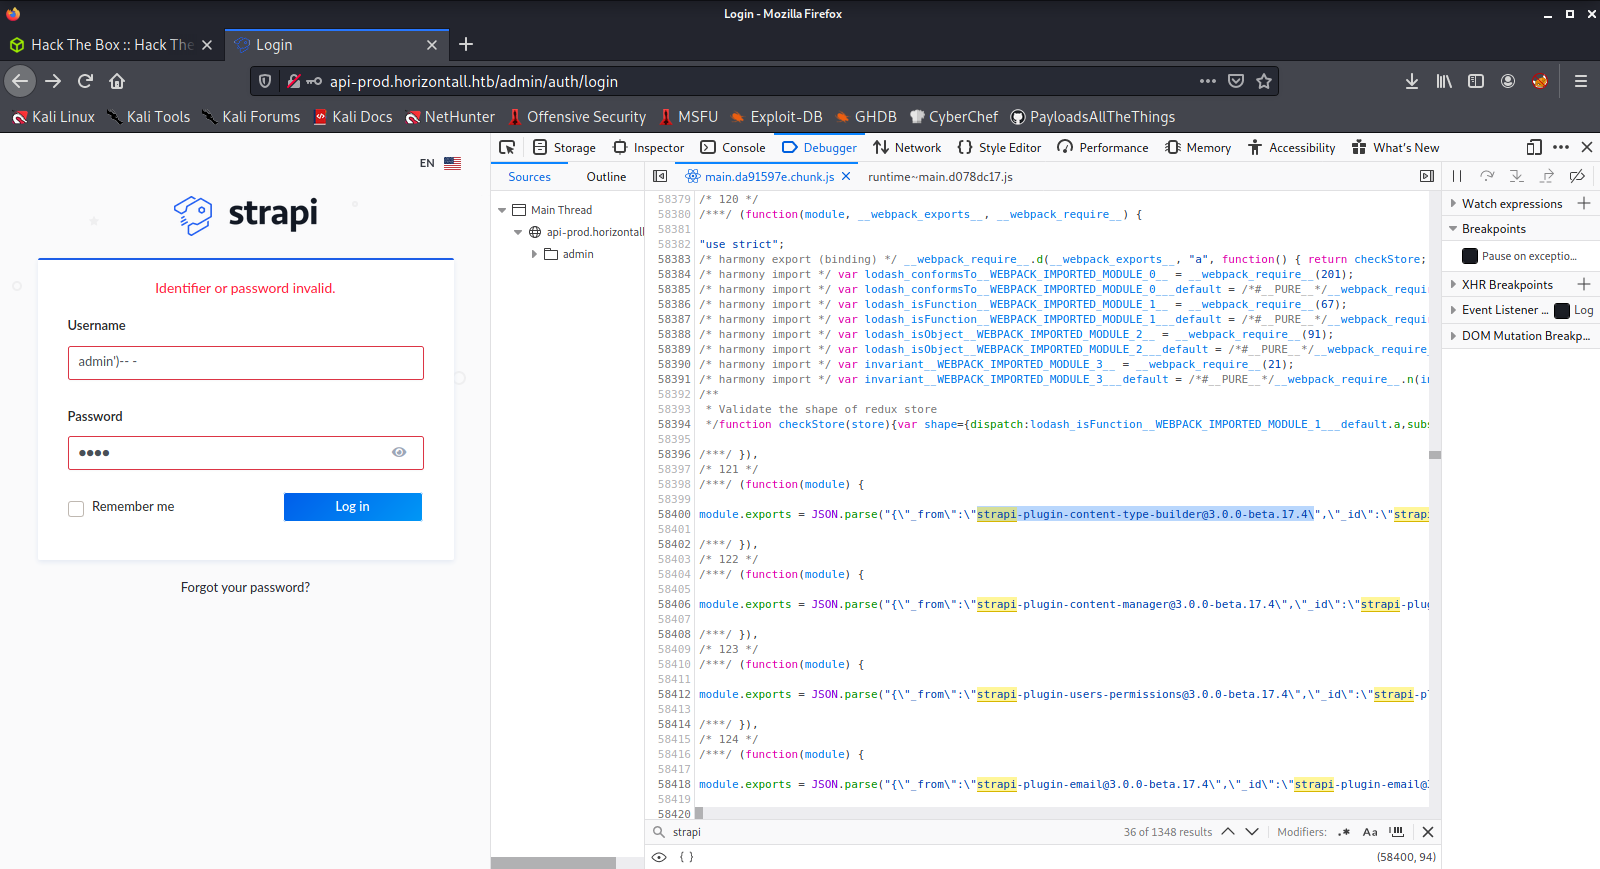 Login - Mozilla Firefox
Hack The Box :: Hack The
Login
api-prod.horizontall.htb/admin/auth/login
Kali Linux
Kali Tools
Kali Forums
Kali Docs
NetHunter
Offensive Security
MSFU
Exploit-DB
GHDB
CyberChef
PayloadsAllTheThings
EN
strapi
Identifier or password invalid.
Username
admin')-- -
Password
Remember me
Log in
Forgot your password?
Storage
Inspector
Console
Debugger
Network
Style Editor
Performance
Memory
Accessibility
What's New
Sources
Outline
main.da91597e.chunk.js
runtime~main.d078dc17.js
Main Thread
api-prod.horizontall
admin
58379 /* 120 */
58380 /***/ (function(module, __webpack_exports__, __webpack_require__) {
58381
58382 "use strict";
58383 /* harmony export (binding) */ __webpack_require__.d(__webpack_exports__, "a", function() { return checkStore;
58384 /* harmony import */ var lodash_conformsTo__WEBPACK_IMPORTED_MODULE_0__ = __webpack_require__(201);
58385 /* harmony import */ var lodash_conformsTo__WEBPACK_IMPORTED_MODULE_0___default = /*#__PURE__*/__webpack_requi
58386 /* harmony import */ var lodash_isFunction__WEBPACK_IMPORTED_MODULE_1__ = __webpack_require__(67);
58387 /* harmony import */ var lodash_isFunction__WEBPACK_IMPORTED_MODULE_1___default = /*#__PURE__*/__webpack_requi
58388 /* harmony import */ var lodash_isObject__WEBPACK_IMPORTED_MODULE_2__ = __webpack_require__(91);
58389 /* harmony import */ var lodash_isObject__WEBPACK_IMPORTED_MODULE_2___default = /*#__PURE__*/__webpack_require_
58390 /* harmony import */ var invariant__WEBPACK_IMPORTED_MODULE_3__ = __webpack_require__(21);
58391 /* harmony import */ var invariant__WEBPACK_IMPORTED_MODULE_3___default = /*#__PURE__*/__webpack_require__.n(in
58392 /**
58393 * Validate the shape of redux store
58394 */function checkStore(store){var shape={dispatch:lodash_isFunction__WEBPACK_IMPORTED_MODULE_1___default.a,subs
58395
58396 /***/ }),
58397 /* 121 */
58398 /***/ (function(module) {
58399
58400 module.exports = JSON.parse("{\"_from\":\"strapi-plugin-content-type-builder@3.0.0-beta.17.4\",\"_id\":\"strapi
58401
58402 /***/ }),
58403 /* 122 */
58404 /***/ (function(module) {
58405
58406 module.exports = JSON.parse("{\"_from\":\"strapi-plugin-content-manager@3.0.0-beta.17.4\",\"_id\":\"strapi-plug
58407
58408 /***/ }),
58409 /* 123 */
58410 /***/ (function(module) {
58411
58412 module.exports = JSON.parse("{\"_from\":\"strapi-plugin-users-permissions@3.0.0-beta.17.4\",\"_id\":\"strapi-pl
58413
58414 /***/ }),
58415 /* 124 */
58416 /***/ (function(module) {
58417
58418 module.exports = JSON.parse("{\"_from\":\"strapi-plugin-email@3.0.0-beta.17.4\",\"_id\":\"strapi-plugin-email@3
58419
58420
strapi
36 of 1348 results
Modifiers:
.*
Aa
{ }
(58400, 94)
Watch expressions
Breakpoints
Pause on exceptio...
XHR Breakpoints
Event Listener ...
Log
DOM Mutation Breakp...